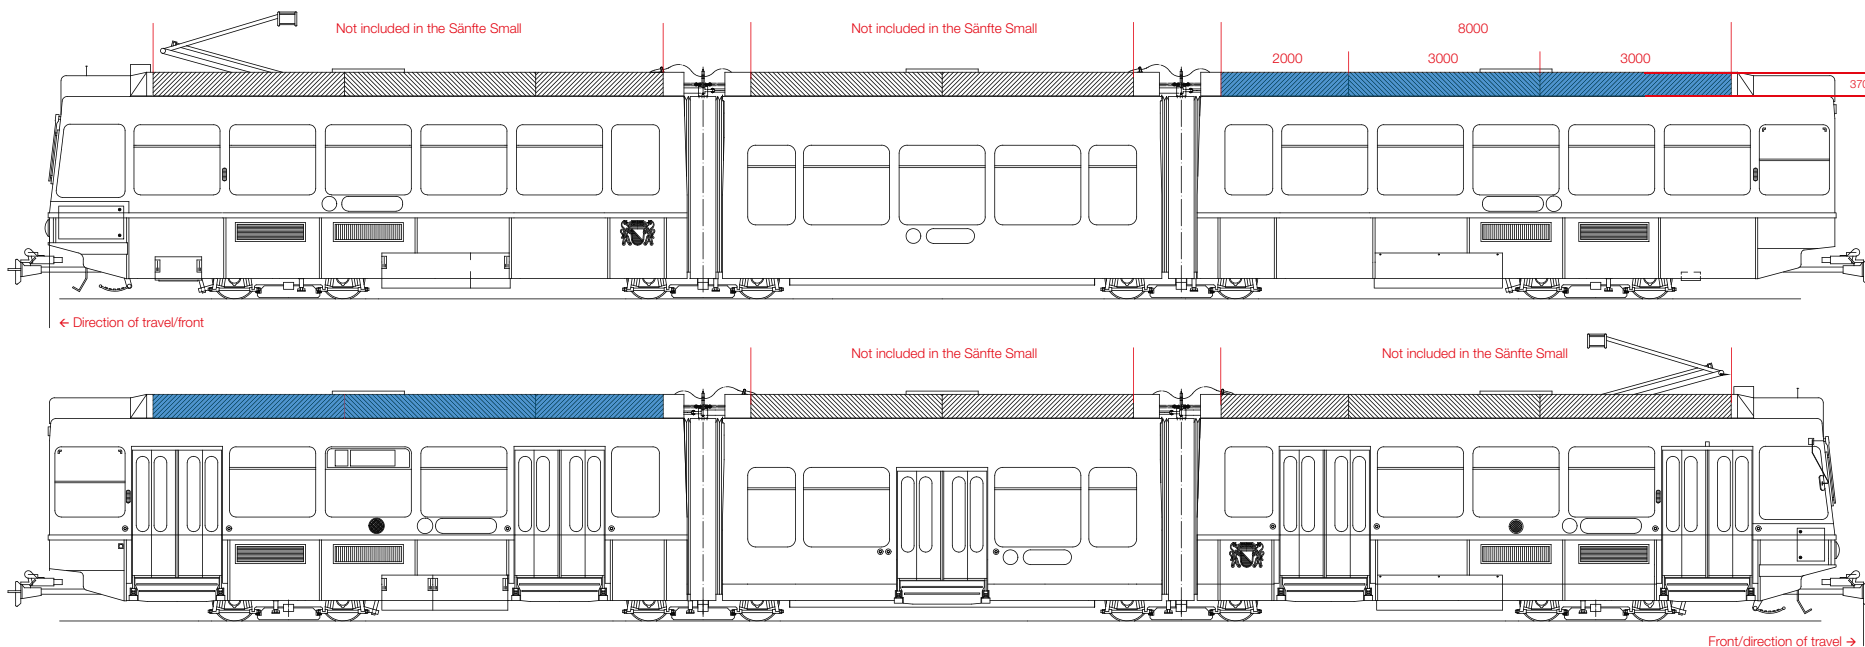 Not included in the Sänfte Small
Not included in the Sänfte Small
8000
2000
3000
3000
370
← Direction of travel/front
Not included in the Sänfte Small
Not included in the Sänfte Small
Front/direction of travel →